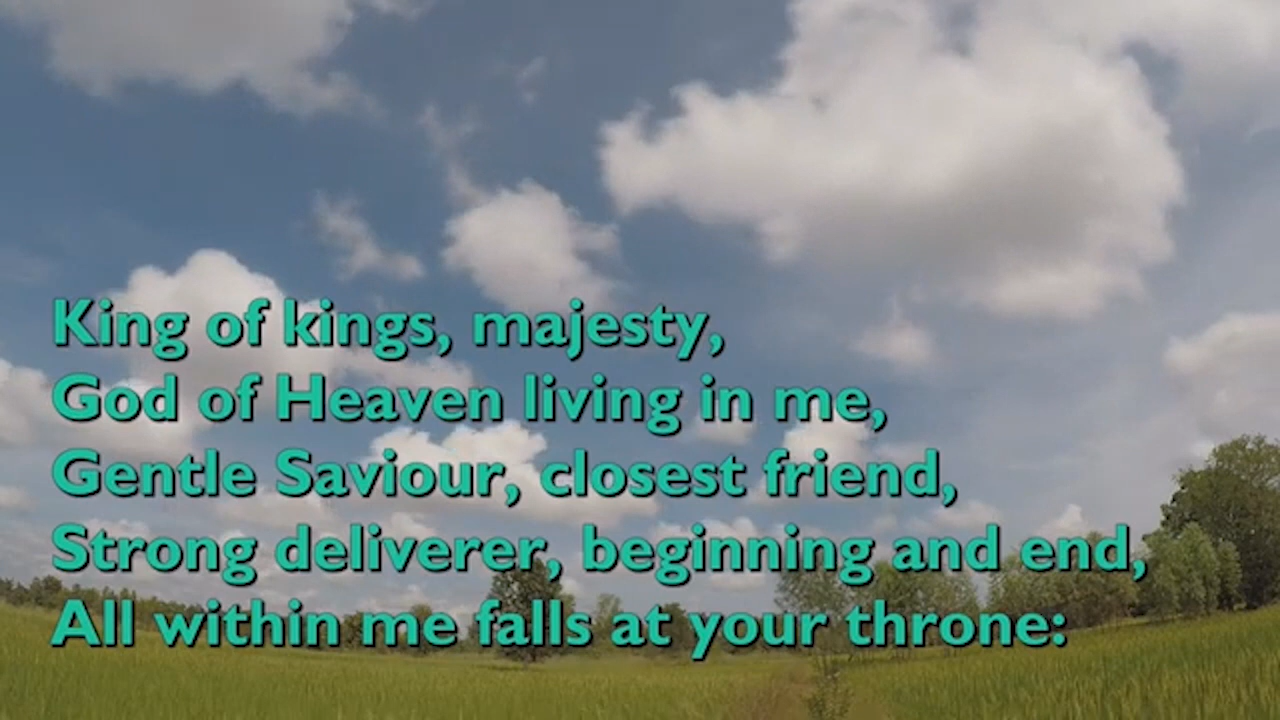 King of kings, majesty,
God of Heaven living in me,
Gentle Saviour, closest friend,
Strong deliverer, beginning and end,
All within me falls at your throne: